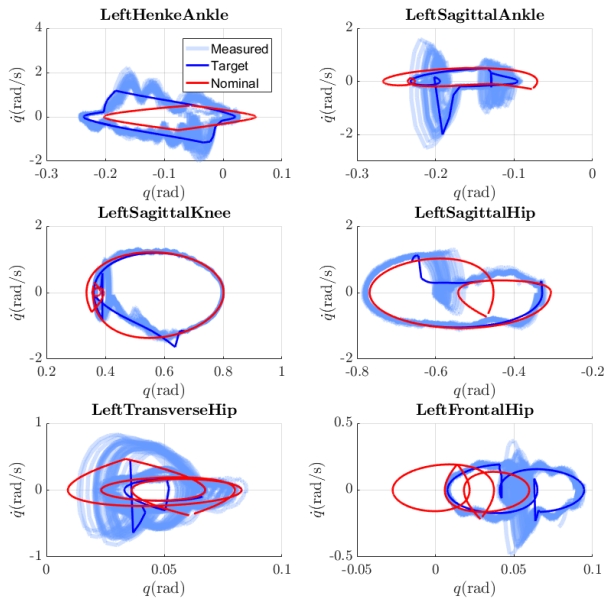 LeftHenkeAnkle
LeftSagittalAnkle
4
2
0
-2
q̇(rad/s)
Measured
Target
Nominal
-0.3
-0.2
-0.1
0
0.1
q(rad)
2
0
-2
q̇(rad/s)
-0.3
-0.2
-0.1
0
q(rad)
LeftSagittalKnee
LeftSagittalHip
2
0
-2
q̇(rad/s)
0.2
0.4
0.6
0.8
1
q(rad)
2
0
-2
q̇(rad/s)
-0.8
-0.6
-0.4
-0.2
q(rad)
LeftTransverseHip
LeftFrontalHip
1
0
-1
q̇(rad/s)
0
0.05
0.1
q(rad)
0.5
0
-0.5
q̇(rad/s)
-0.05
0
0.05
0.1
q(rad)